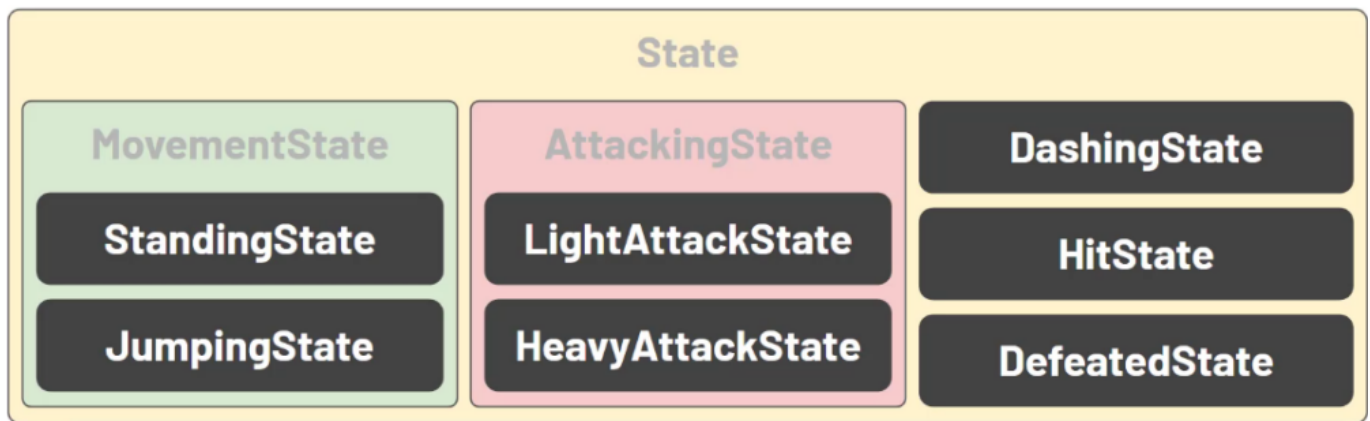 State
MovementState
StandingState
JumpingState
AttackingState
LightAttackState
HeavyAttackState
DashingState
HitState
DefeatedState